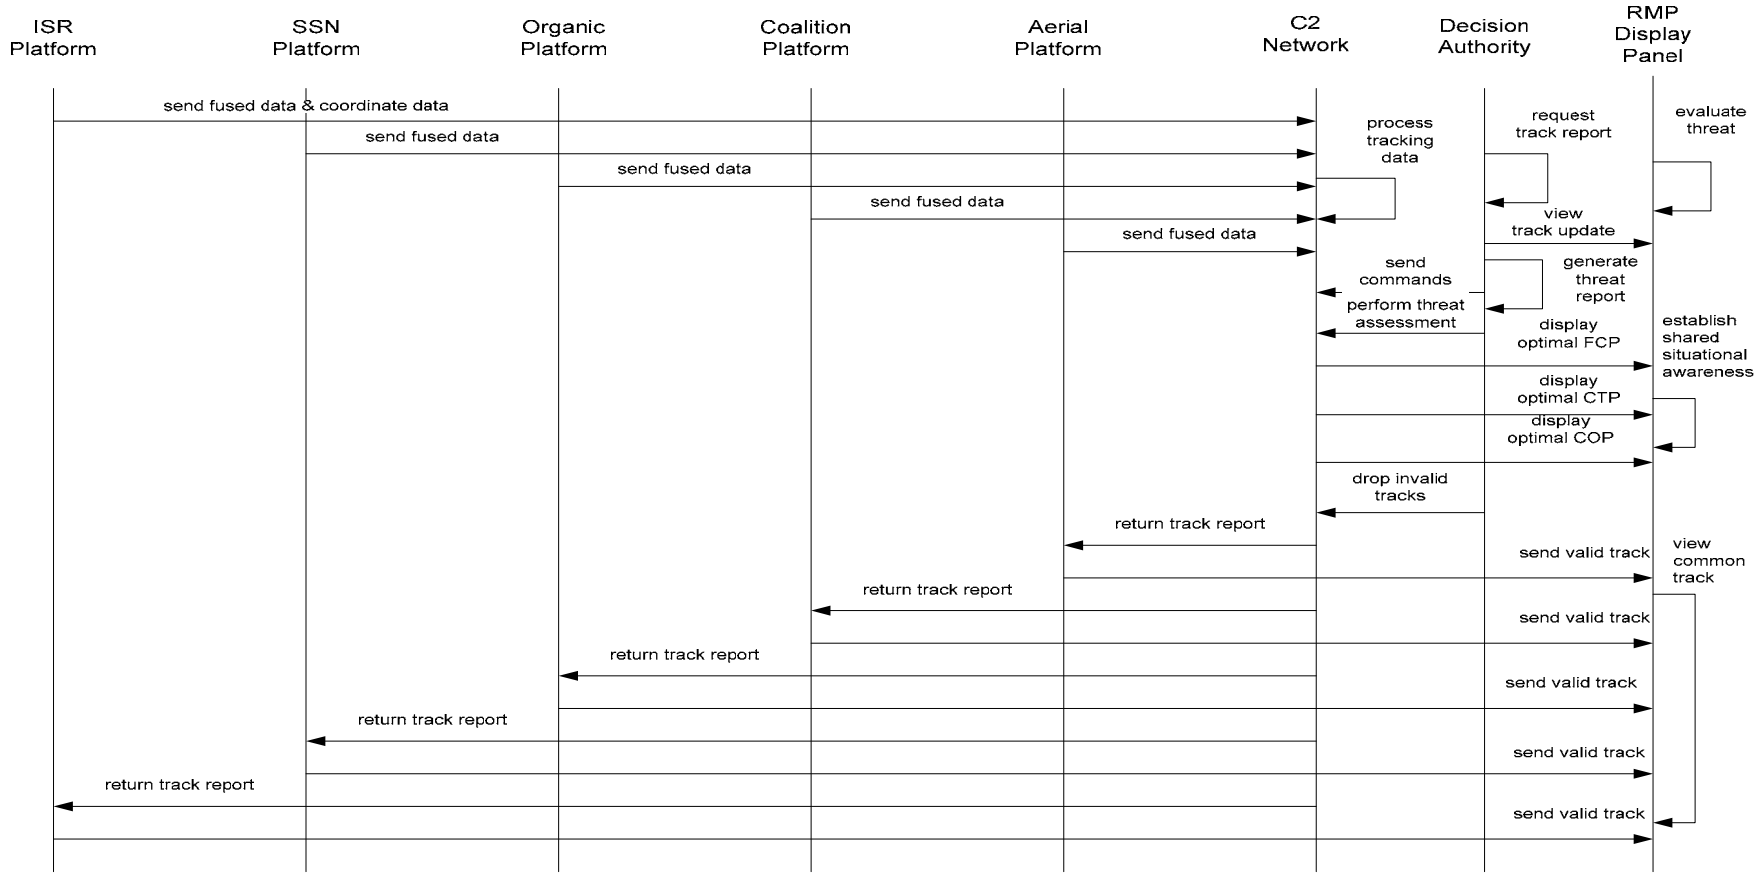 ISR
Platform
SSN
Platform
Organic
Platform
Coalition
Platform
Aerial
Platform
C2
Network
Decision
Authority
RMP
Display
Panel
send fused data & coordinate data
send fused data
send fused data
send fused data
send fused data
process
tracking
data
request
track report
evaluate
threat
view
track update
send
commands
generate
threat
report
perform threat
assessment
display
optimal FCP
establish
shared
situational
awareness
display
optimal CTP
display
optimal COP
drop invalid
tracks
return track report
send valid track
view
common
track
return track report
send valid track
return track report
send valid track
return track report
send valid track
return track report
send valid track